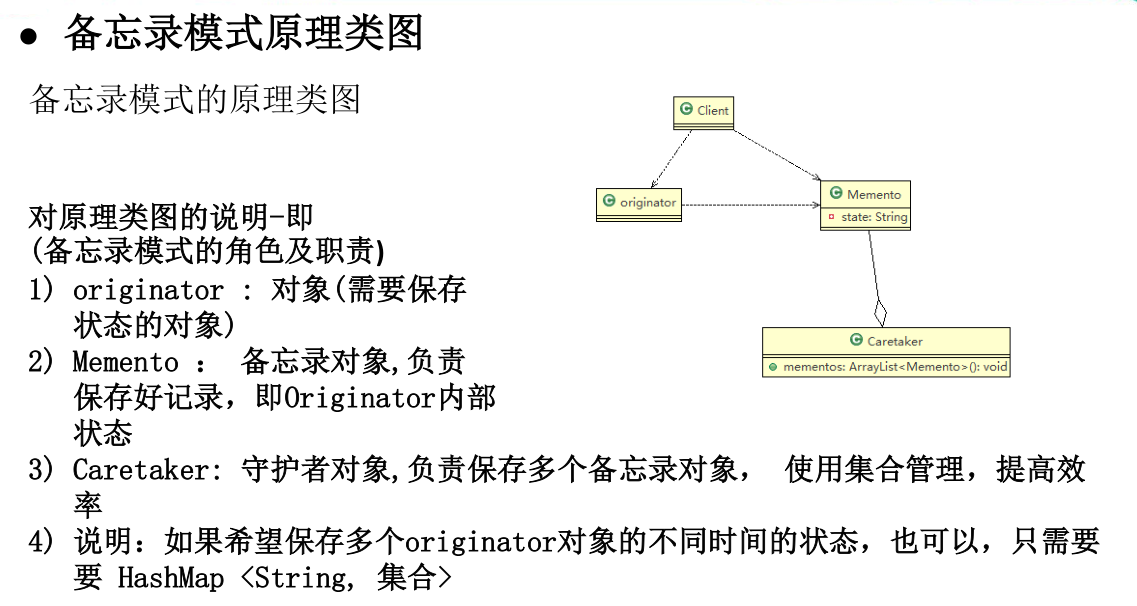 ● 备忘录模式原理类图
备忘录模式的原理类图
对原理类图的说明-即
(备忘录模式的角色及职责)
1) originator : 对象(需要保存
状态的对象)
2) Memento : 备忘录对象,负责
保存好记录，即Originator内部
状态
3) Caretaker: 守护者对象,负责保存多个备忘录对象， 使用集合管理，提高效
率
4) 说明：如果希望保存多个originator对象的不同时间的状态，也可以，只需要
要 HashMap <String, 集合>
C Client
C originator
C Memento
state: String
C Caretaker
mementos: ArrayList<Memento>(): void